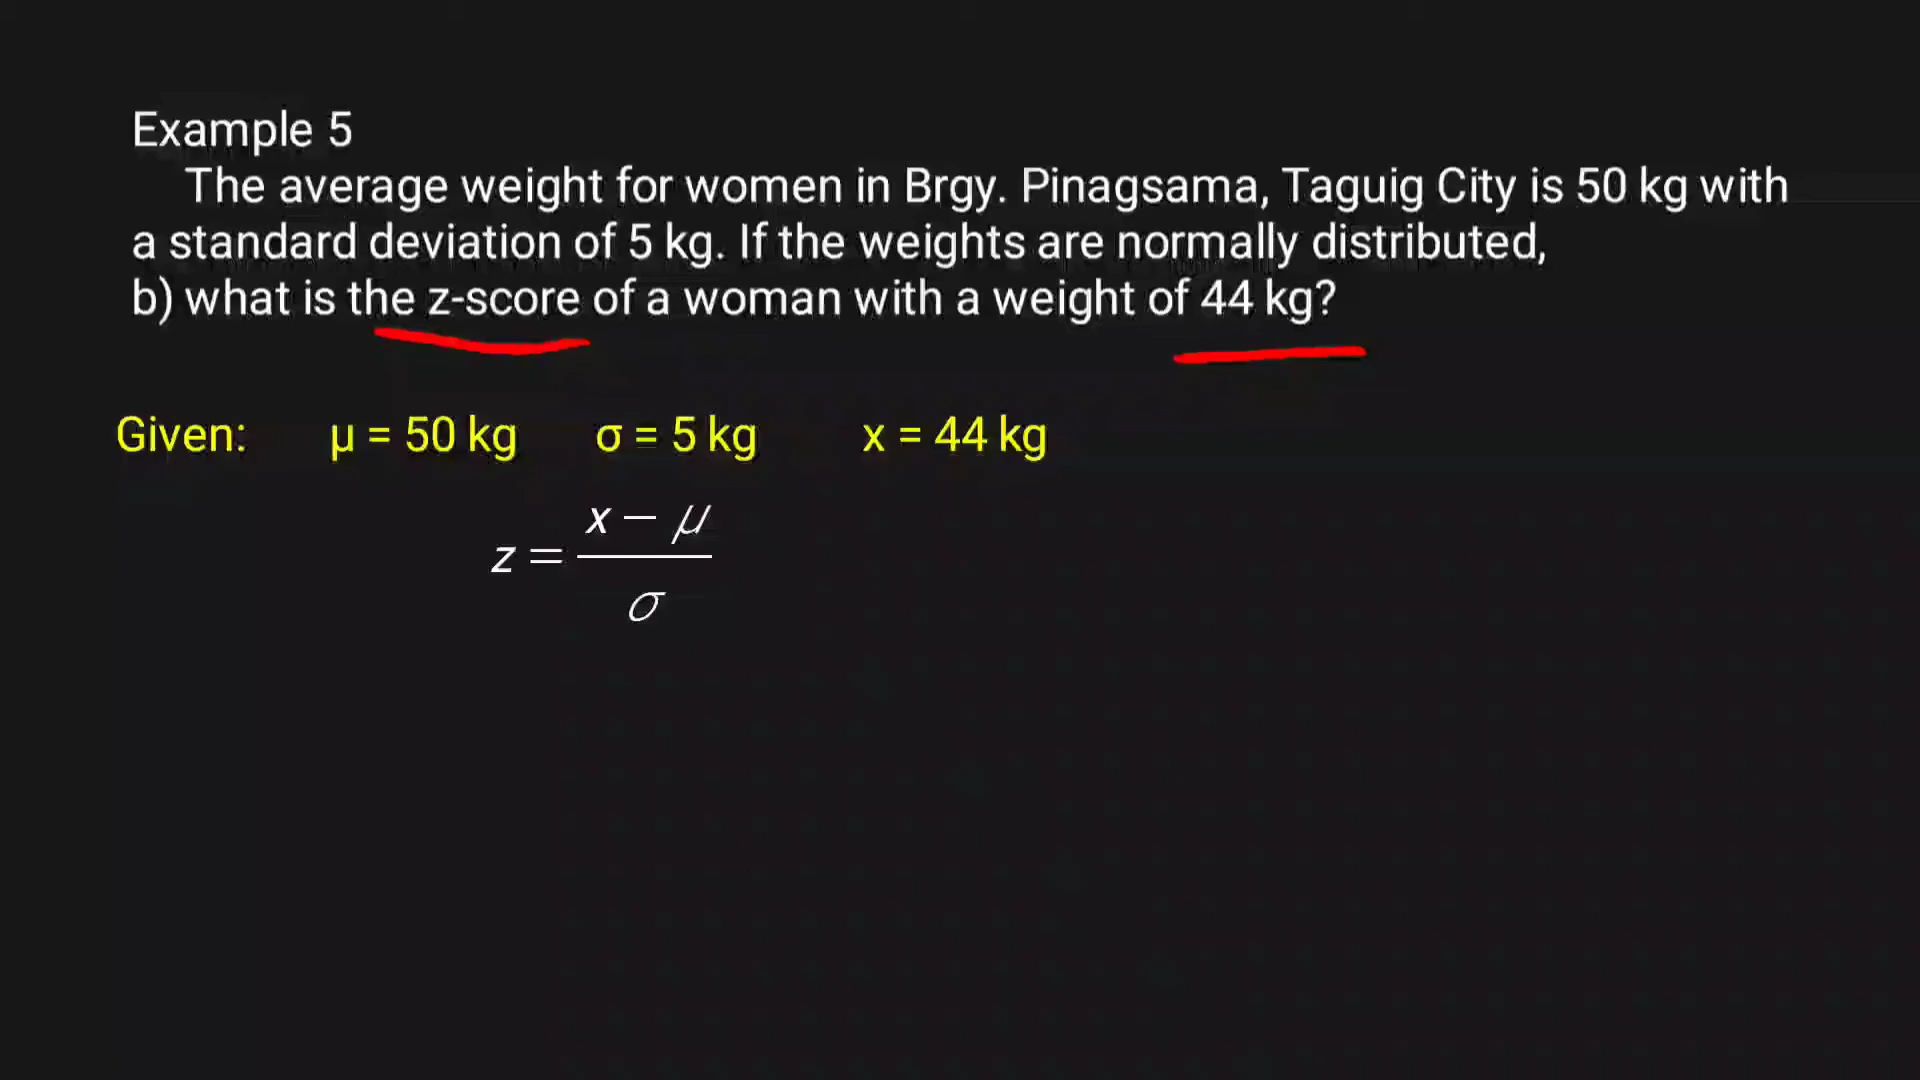 Example 5
The average weight for women in Brgy. Pinagsama, Taguig City is 50 kg with
a standard deviation of 5 kg. If the weights are normally distributed,
b) what is the z-score of a woman with a weight of 44 kg?
Given: μ = 50 kg σ = 5 kg x = 44 kg
z = (x − μ) / σ